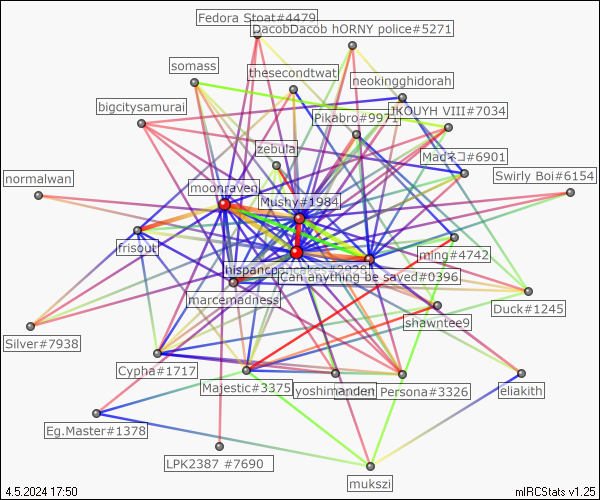 Fedora Stoat#4479
DacobDacob hORNY police#5271
somass
thesecondtwat
neokingghidorah
bigcitysamurai
Pikabro#9971
JKOUYH VIII#7034
zebula
Madネコ#6901
normalwan
moonraven
Mushy#1984
Swirly Boi#6154
frisout
ming#4742
Can anything be saved#0396
marcemadness
Duck#1245
shawntee9
Silver#7938
Cypha#1717
Majestic#3375
yoshimanden
Persona#3326
eliakith
Eg.Master#1378
LPK2387 #7690
mukszi
4.5.2024 17:50
mIRCStats v1.25